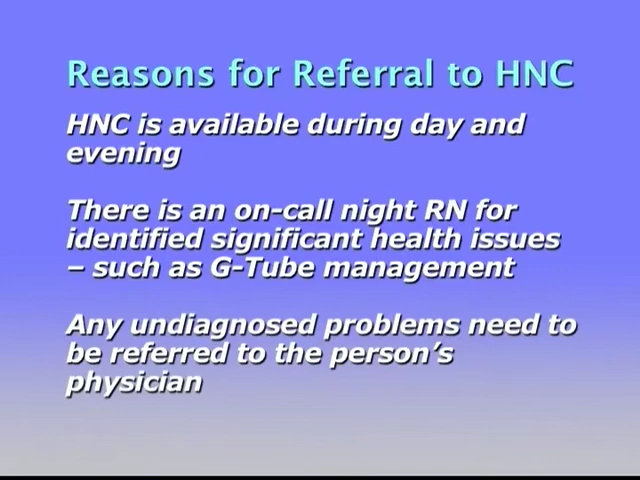 Reasons for Referral to HNC
HNC is available during day and
evening
There is an on-call night RN for
identified significant health issues
– such as G-Tube management
Any undiagnosed problems need to
be referred to the person’s
physician